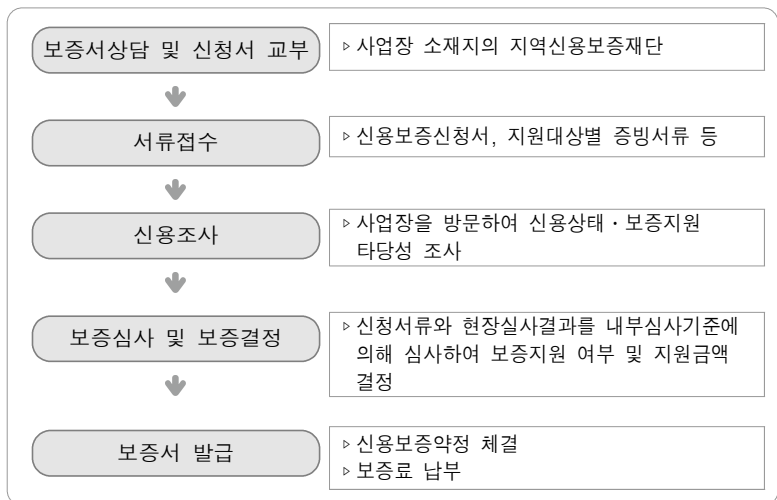 보증서상담 및 신청서 교부
▹사업장 소재지의 지역신용보증재단
서류접수
▹신용보증신청서, 지원대상별 증빙서류 등
신용조사
▹사업장을 방문하여 신용상태・보증지원
타당성 조사
보증심사 및 보증결정
▹신청서류와 현장실사결과를 내부심사기준에
의해 심사하여 보증지원 여부 및 지원금액
결정
보증서 발급
▹신용보증약정 체결
▹보증료 납부